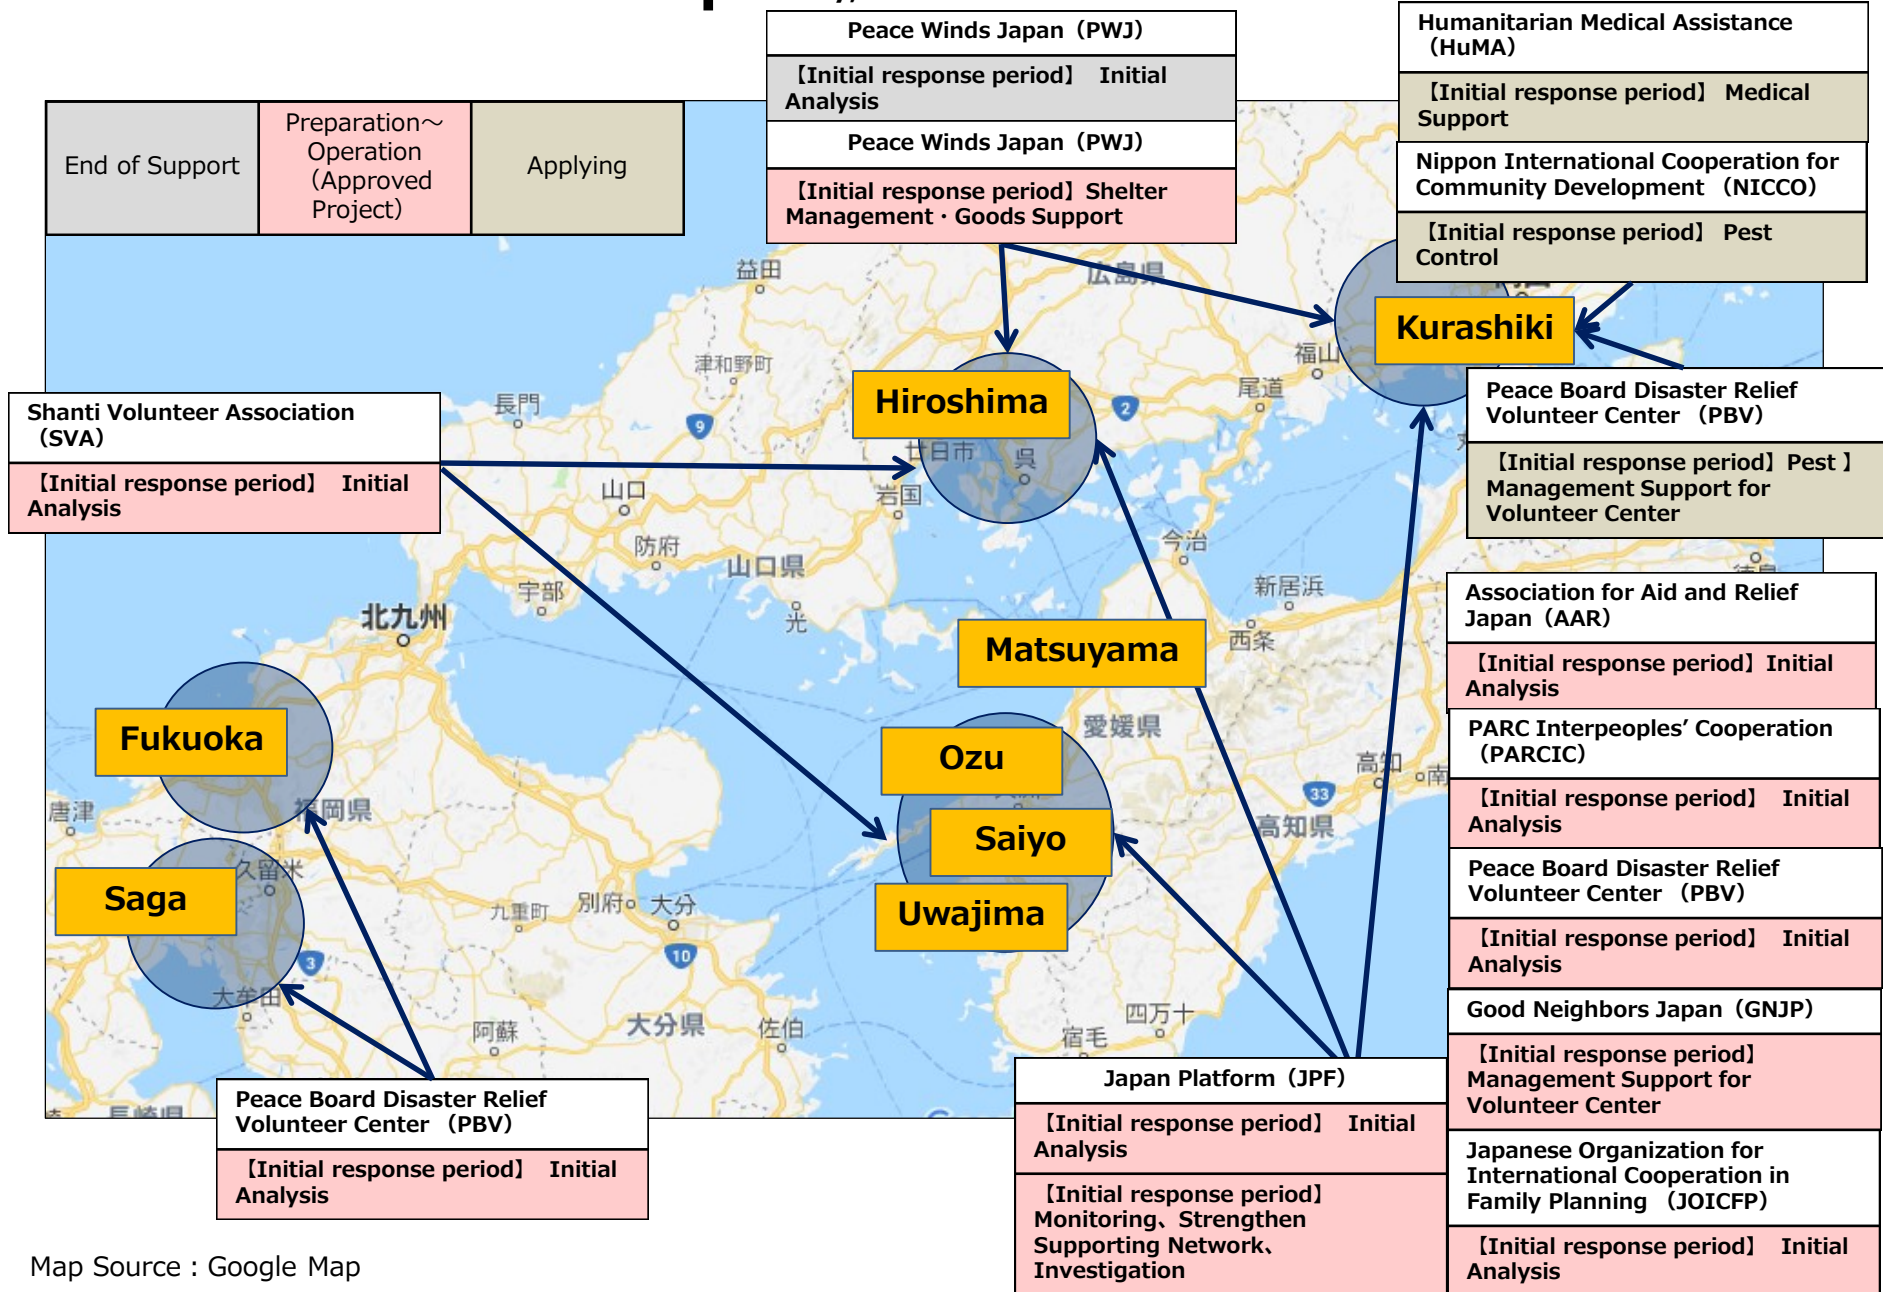 Peace Winds Japan（PWJ）
【Initial response period】 Initial
Analysis
Peace Winds Japan（PWJ）
【Initial response period】Shelter
Management・Goods Support
Humanitarian Medical Assistance
（HuMA）
【Initial response period】 Medical
Support
Nippon International Cooperation for
Community Development （NICCO）
【Initial response period】 Pest
Control
End of Support
Preparation～
Operation
（Approved
Project）
Applying
益田
広島県
Kurashiki
津和野町
福山
尾道
Hiroshima
2
長門
9
廿日市
呉
Shanti Volunteer Association
（SVA）
【Initial response period】 Initial
Analysis
Peace Board Disaster Relief
Volunteer Center （PBV）
【Initial response period】Pest 】
Management Support for
Volunteer Center
山口
岩国
防府
山口県
今治
宇部
新居浜
北九州
光
西条
Matsuyama
Association for Aid and Relief
Japan（AAR）
【Initial response period】Initial
Analysis
PARC Interpeoples’ Cooperation
（PARCIC）
【Initial response period】 Initial
Analysis
Fukuoka
愛媛県
Ozu
高知
南
33
唐津
福岡県
高知県
Saiyo
久留米
Saga
九重町
別府
大分
Uwajima
Peace Board Disaster Relief
Volunteer Center （PBV）
【Initial response period】 Initial
Analysis
3
10
大牟田
阿蘇
大分県
佐伯
四万十
宿毛
Good Neighbors Japan（GNJP）
【Initial response period】
Management Support for
Volunteer Center
長崎県
Peace Board Disaster Relief
Volunteer Center （PBV）
【Initial response period】 Initial
Analysis
Japan Platform（JPF）
【Initial response period】 Initial
Analysis
【Initial response period】
Monitoring、Strengthen
Supporting Network、
Investigation
Japanese Organization for
International Cooperation in
Family Planning （JOICFP）
【Initial response period】 Initial
Analysis
Map Source : Google Map